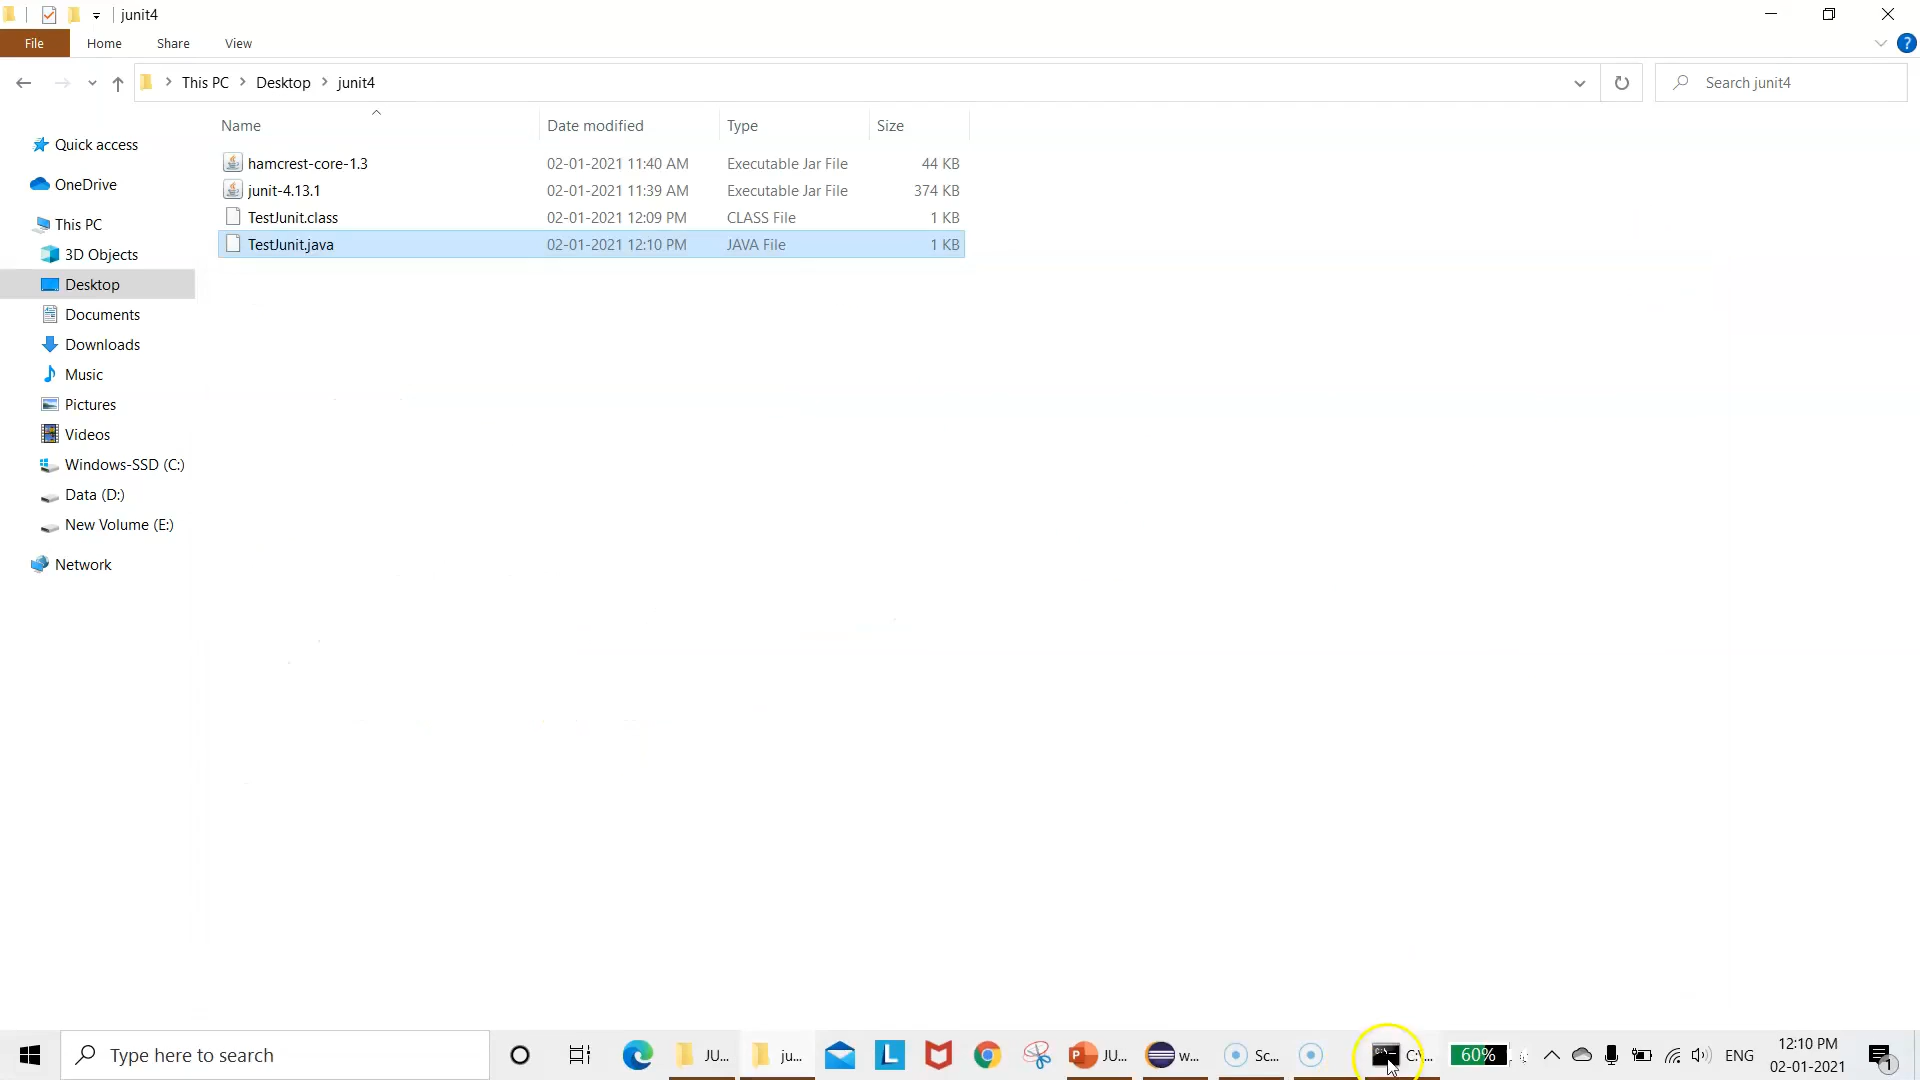 junit4
File Home Share View
This PC Desktop junit4 Search junit4
Name Date modified Type Size
Quick access
OneDrive
This PC
3D Objects
Desktop
Documents
Downloads
Music
Pictures
Videos
Windows-SSD (C:)
Data (D:)
New Volume (E:)
Network
hamcrest-core-1.3 02-01-2021 11:40 AM Executable Jar File 44 KB
junit-4.13.1 02-01-2021 11:39 AM Executable Jar File 374 KB
TestJunit.class 02-01-2021 12:09 PM CLASS File 1 KB
TestJunit.java 02-01-2021 12:10 PM JAVA File 1 KB
Type here to search JU... ju... L P JU... w... Sc... C:\... 60% ENG 12:10 PM
02-01-2021 1